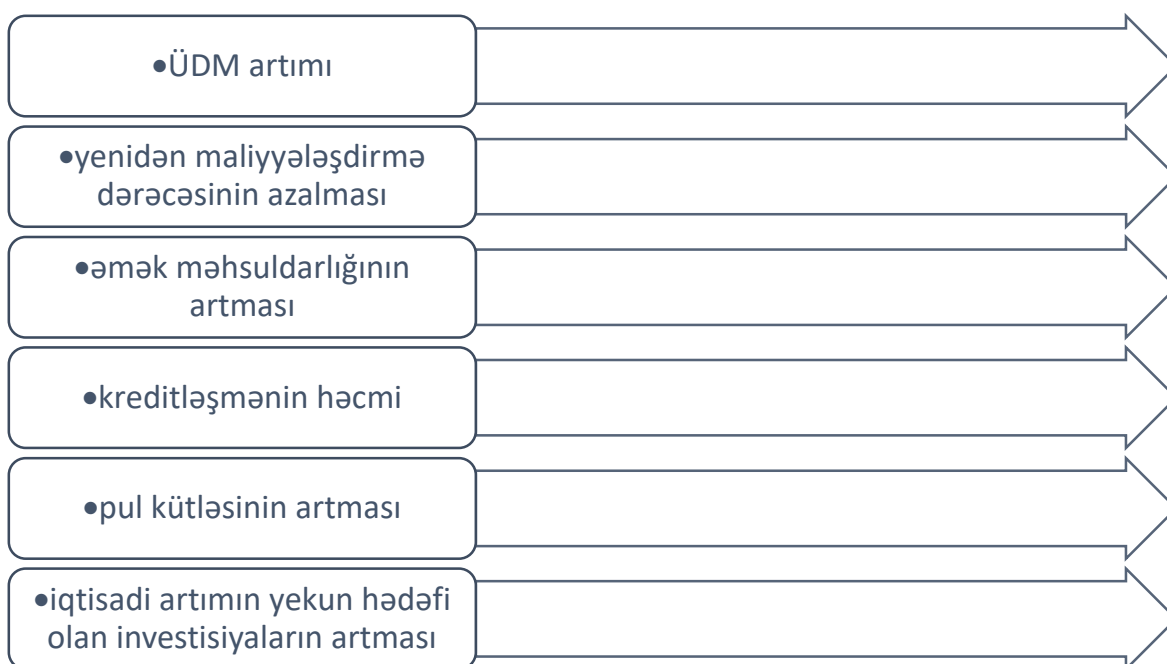 •ÜDM artımı
•yenidən maliyyələşdirmə
dərəcəsinin azalması
•əmək məhsuldarlığının
artması
•kreditləşmənin həcmi
•pul kütləsinin artması
•iqtisadi artımın yekun hədəfi
olan investisiyaların artması